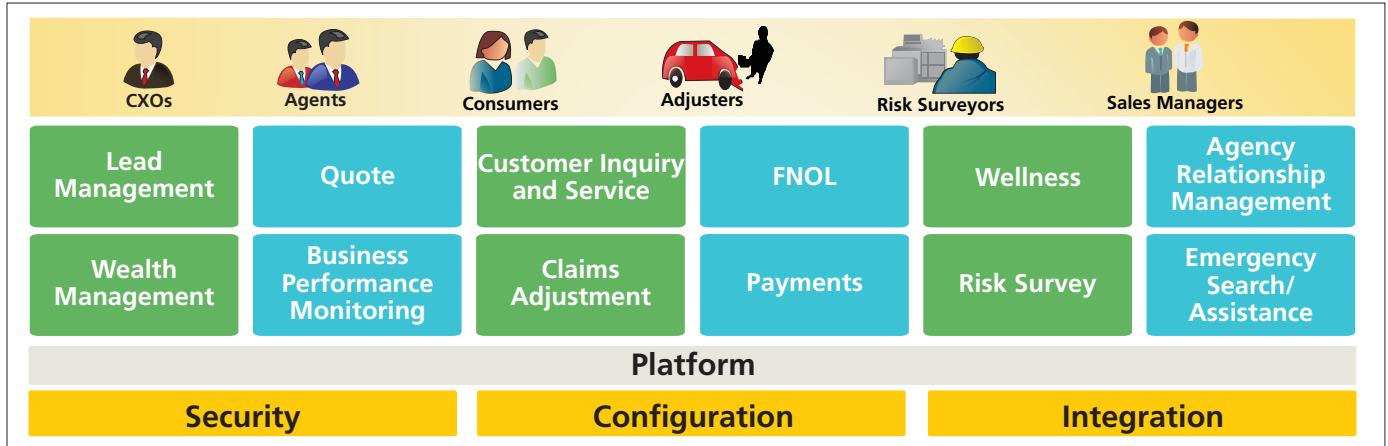 CXOs
Agents
Consumers
Adjusters
Risk Surveyors
Sales Managers
Lead
Management
Quote
Customer Inquiry
and Service
FNOL
Wellness
Agency
Relationship
Management
Wealth
Management
Business
Performance
Monitoring
Claims
Adjustment
Payments
Risk Survey
Emergency
Search/
Assistance
Platform
Security
Configuration
Integration